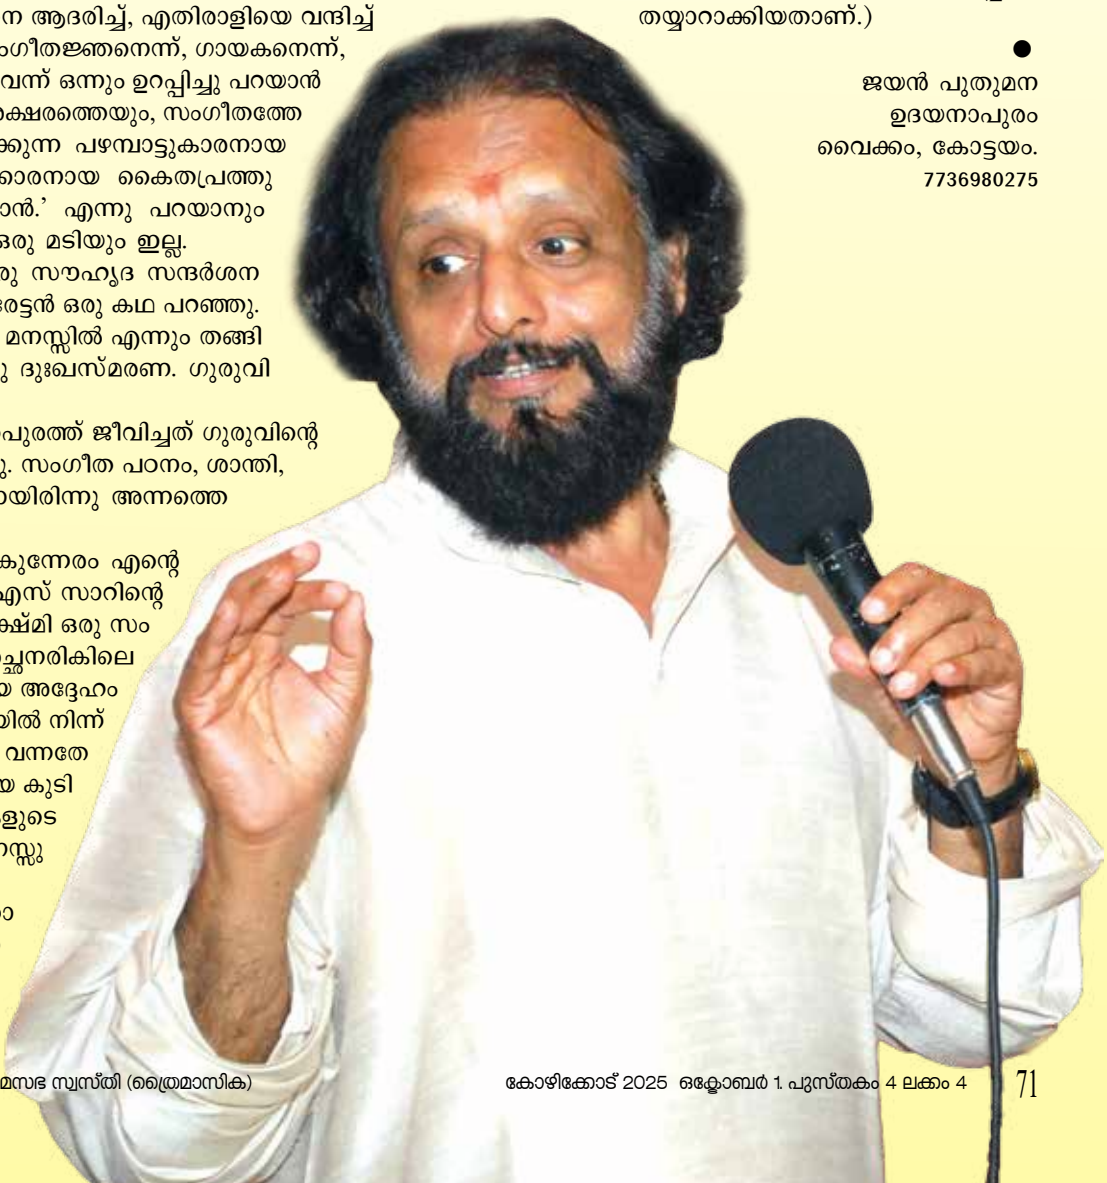 ന ആദരിച്ച്, എതിരാളിയെ വന്ദിച്ച്
ംഗീതജ്ഞനെന്ന്, ഗായകനെന്ന്,
വെന്ന് ഒന്നും ഉറപ്പിച്ചു പറയാൻ
ക്ഷരത്തെയും, സംഗീതത്തേ
ക്കുന്ന പഴമ്പാട്ടുകാരനായ
ക്കാരനായ കൈതപ്രത്തു
ാൻ.’ എന്നു പറയാനും
ഒരു മടിയും ഇല്ല.
രു സൗഹൃദ സന്ദർശന
രേട്ടൻ ഒരു കഥ പറഞ്ഞു.
മനസ്സിൽ എന്നും തങ്ങി
ു ദുഃഖസ്മരണ. ഗുരുവി
പുരത്ത് ജീവിച്ചത് ഗുരുവിന്റെ
ു. സംഗീത പഠനം, ശാന്തി,
ായിരിന്നു അന്നത്തെ
കുന്നേരം എന്റെ
എസ് സാറിന്റെ
ക്ഷ്മി ഒരു സം
ച്ഛനരികിലെ
യ അദ്ദേഹം
യിൽ നിന്ന്
വന്നതേ
യ കുടി
ളുടെ
നസ്സു
ാ
തയ്യാറാക്കിയതാണ്.)
●
ജയൻ പുതുമന
ഉദയനാപുരം
വൈക്കം, കോട്ടയം.
7736980275
മസഭ സ്വസ്തി (ത്രൈമാസിക)
കോഴിക്കോട് 2025 ഒക്ടോബർ 1. പുസ്തകം 4 ലക്കം 4
71